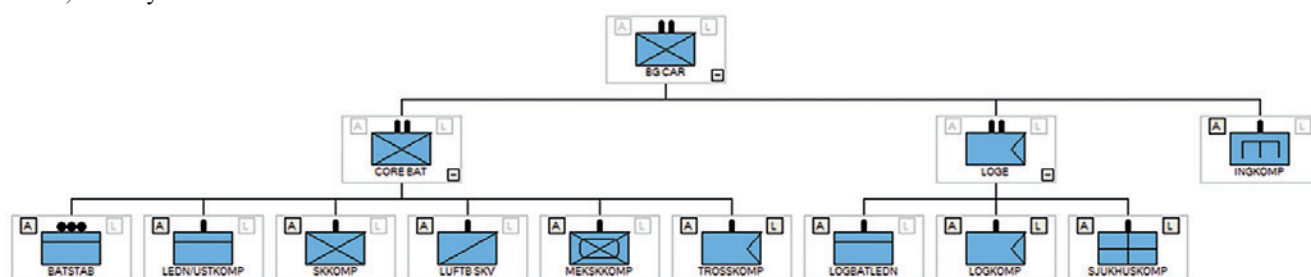 A L
BG CAR
A L A L A L
CORE BAT LOGE INGKOMP
A L A L A L A L A L A L A L A L A L
BATSTAB LEDN/USTKOMP SKKOMP LUFTB SKV MEKSKKOMP TROSSKOMP LOGBATLEDN LOGKOMP SJUKHUSKOMP